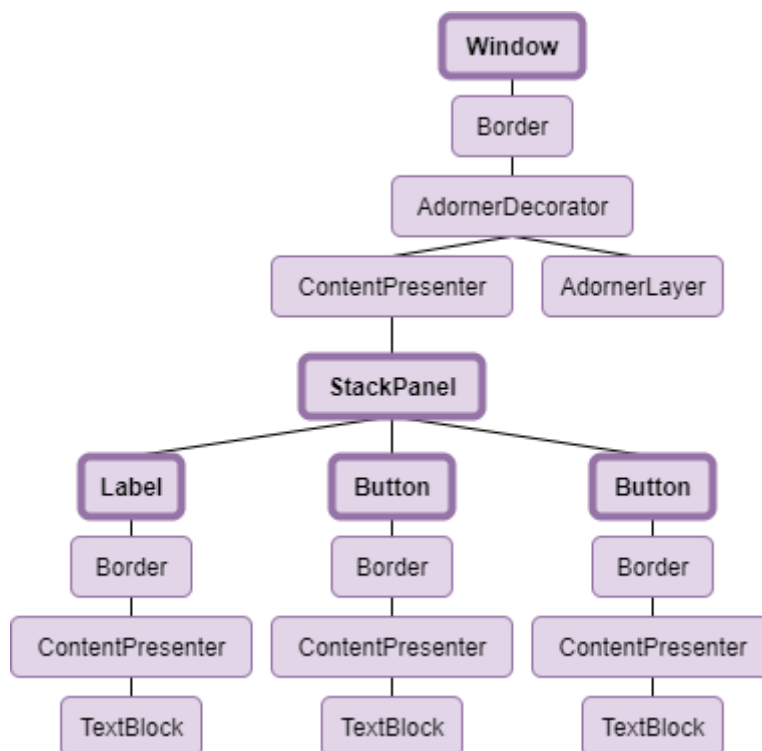 Window
Border
AdornerDecorator
ContentPresenter AdornerLayer
StackPanel
Label Button Button
Border Border Border
ContentPresenter ContentPresenter ContentPresenter
TextBlock TextBlock TextBlock